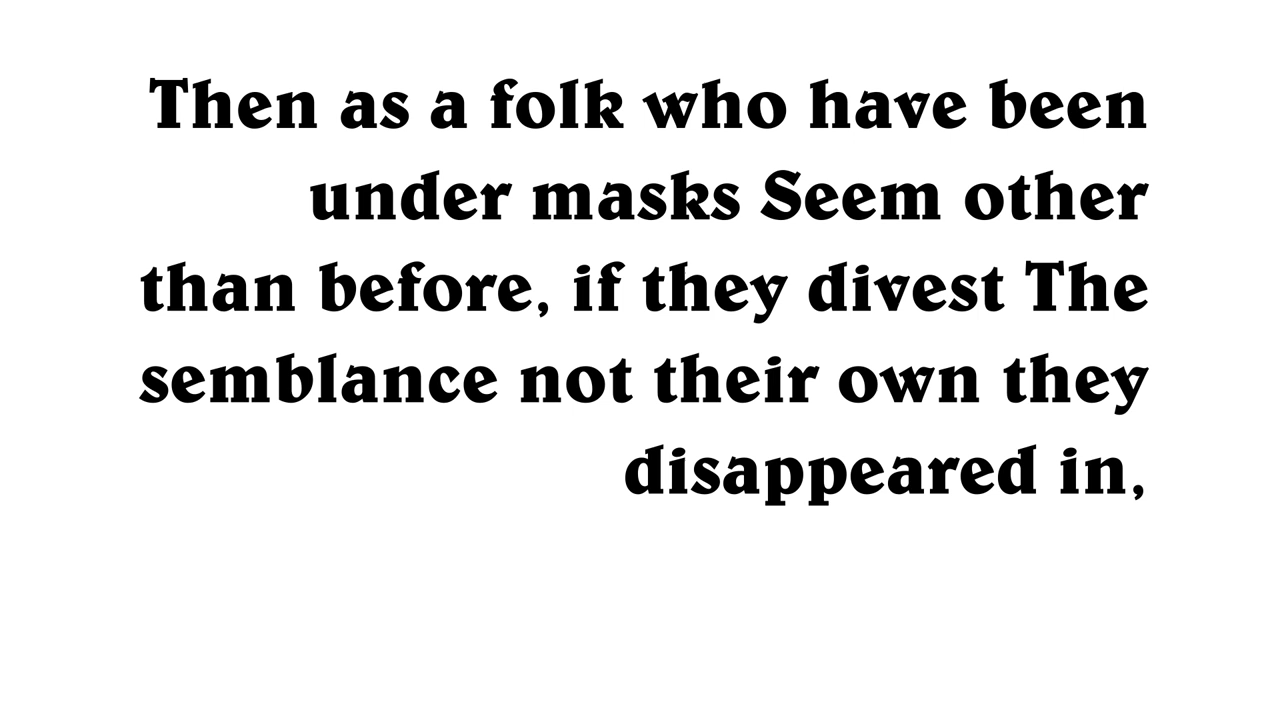 Then as a folk who have been
under masks Seem other
than before, if they divest The
semblance not their own they
disappeared in,